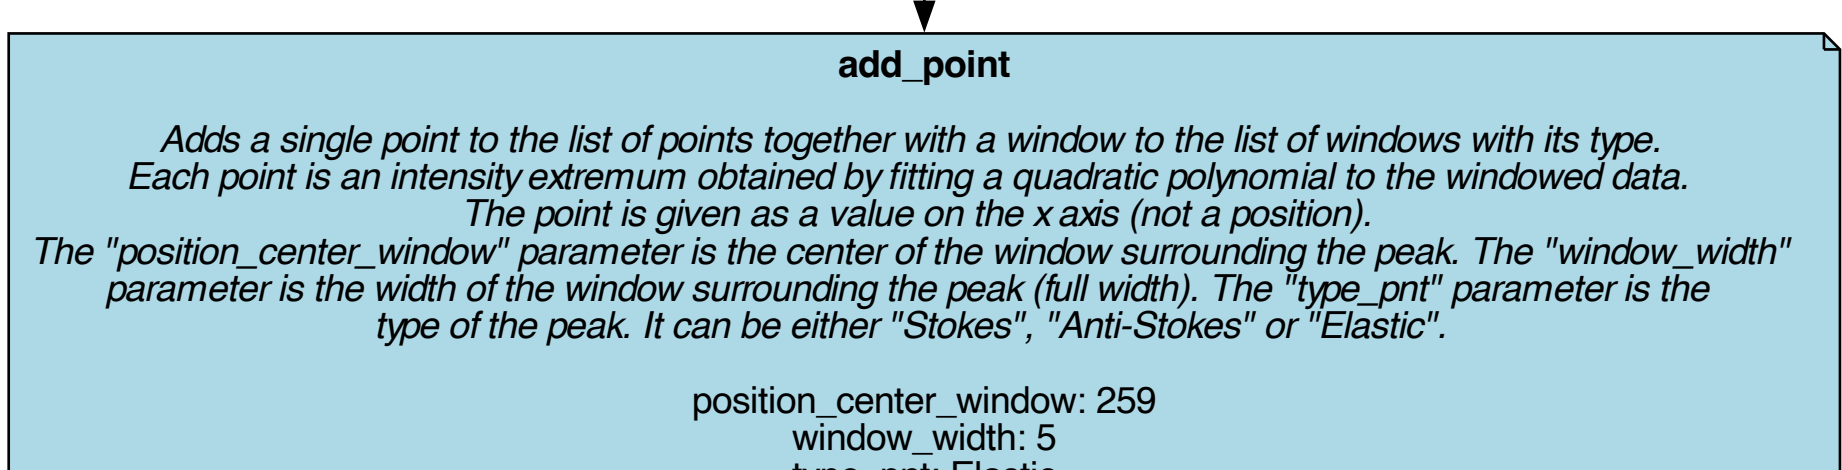 add_point
Adds a single point to the list of points together with a window to the list of windows with its type.
Each point is an intensity extremum obtained by fitting a quadratic polynomial to the windowed data.
The point is given as a value on the x axis (not a position).
The "position_center_window" parameter is the center of the window surrounding the peak. The "window_width"
parameter is the width of the window surrounding the peak (full width). The "type_pnt" parameter is the
type of the peak. It can be either "Stokes", "Anti-Stokes" or "Elastic".
position_center_window: 259
window_width: 5
type_pnt: Elastic